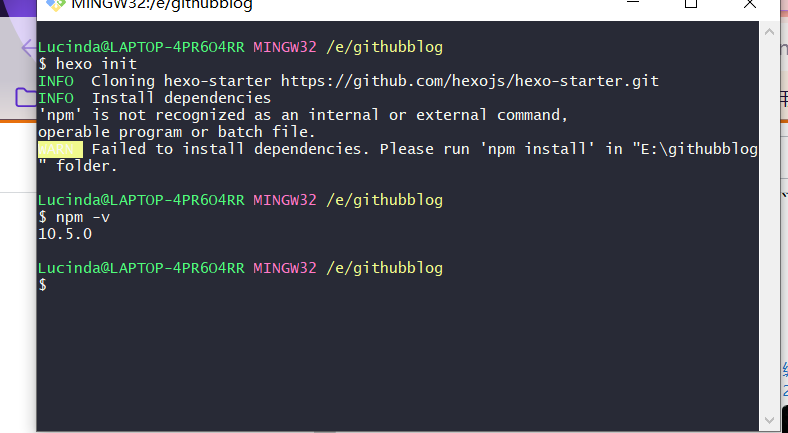 MINGW32:/e/githubblog
Lucinda@LAPTOP-4PR6O4RR MINGW32 /e/githubblog
$ hexo init
INFO  Cloning hexo-starter https://github.com/hexojs/hexo-starter.git
INFO  Install dependencies
'npm' is not recognized as an internal or external command,
operable program or batch file.
WARN  Failed to install dependencies. Please run 'npm install' in "E:\githubblog
" folder.
Lucinda@LAPTOP-4PR6O4RR MINGW32 /e/githubblog
$ npm -v
10.5.0
Lucinda@LAPTOP-4PR6O4RR MINGW32 /e/githubblog
$